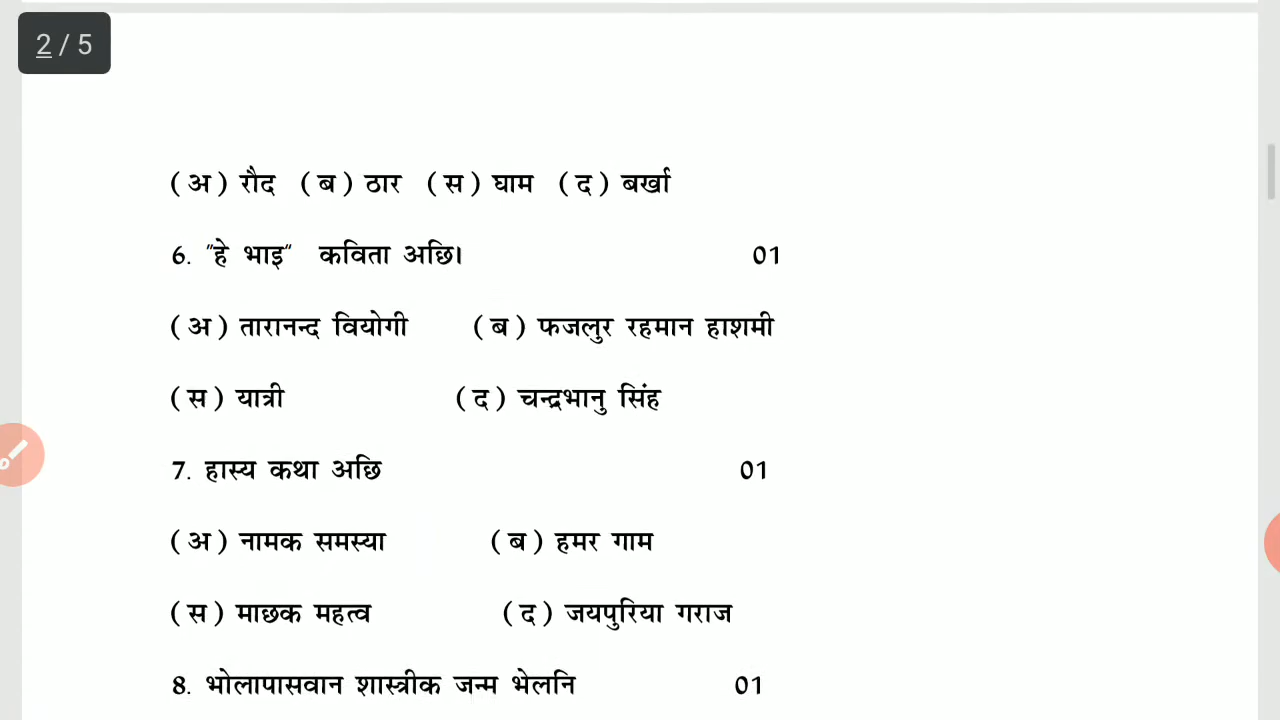 2 / 5
(अ) रौद (ब) ठार (स) घाम (द) बर्खा
6. "हे भाइ" कविता अछि। 01
(अ) तारानन्द वियोगी (ब) फजलुर रहमान हाशमी
(स) यात्री (द) चन्द्रभानु सिंह
7. हास्य कथा अछि 01
(अ) नामक समस्या (ब) हमर गाम
(स) माछक महत्व (द) जयपुरिया गराज
8. भोलापासवान शास्त्रीक जन्म भेलनि 01